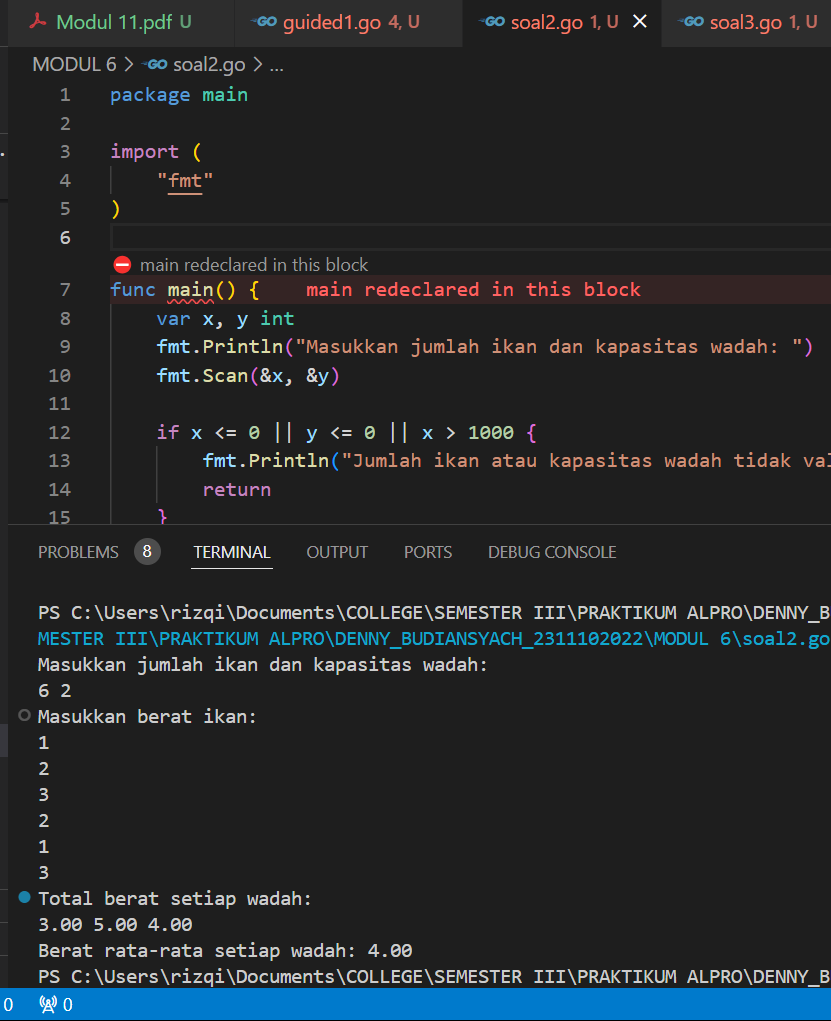 Modul 11.pdf U
GO guided1.go 4, U
GO soal2.go 1, U
GO soal3.go 1, U
MODUL 6 > GO soal2.go > ...
1 package main
2
3 import (
4 "fmt"
5 )
6
main redeclared in this block
7 func main() { main redeclared in this block
8 var x, y int
9 fmt.Println("Masukkan jumlah ikan dan kapasitas wadah: ")
10 fmt.Scan(&x, &y)
11
12 if x <= 0 || y <= 0 || x > 1000 {
13 fmt.Println("Jumlah ikan atau kapasitas wadah tidak val
14 return
15 }
PROBLEMS 8 TERMINAL OUTPUT PORTS DEBUG CONSOLE
PS C:\Users\rizqi\Documents\COLLEGE\SEMESTER III\PRAKTIKUM ALPRO\DENNY_B
MESTER III\PRAKTIKUM ALPRO\DENNY_BUDIANSYACH_2311102022\MODUL 6\soal2.go
Masukkan jumlah ikan dan kapasitas wadah:
6 2
Masukkan berat ikan:
1
2
3
2
1
3
Total berat setiap wadah:
3.00 5.00 4.00
Berat rata-rata setiap wadah: 4.00
PS C:\Users\rizqi\Documents\COLLEGE\SEMESTER III\PRAKTIKUM ALPRO\DENNY_B
0 0